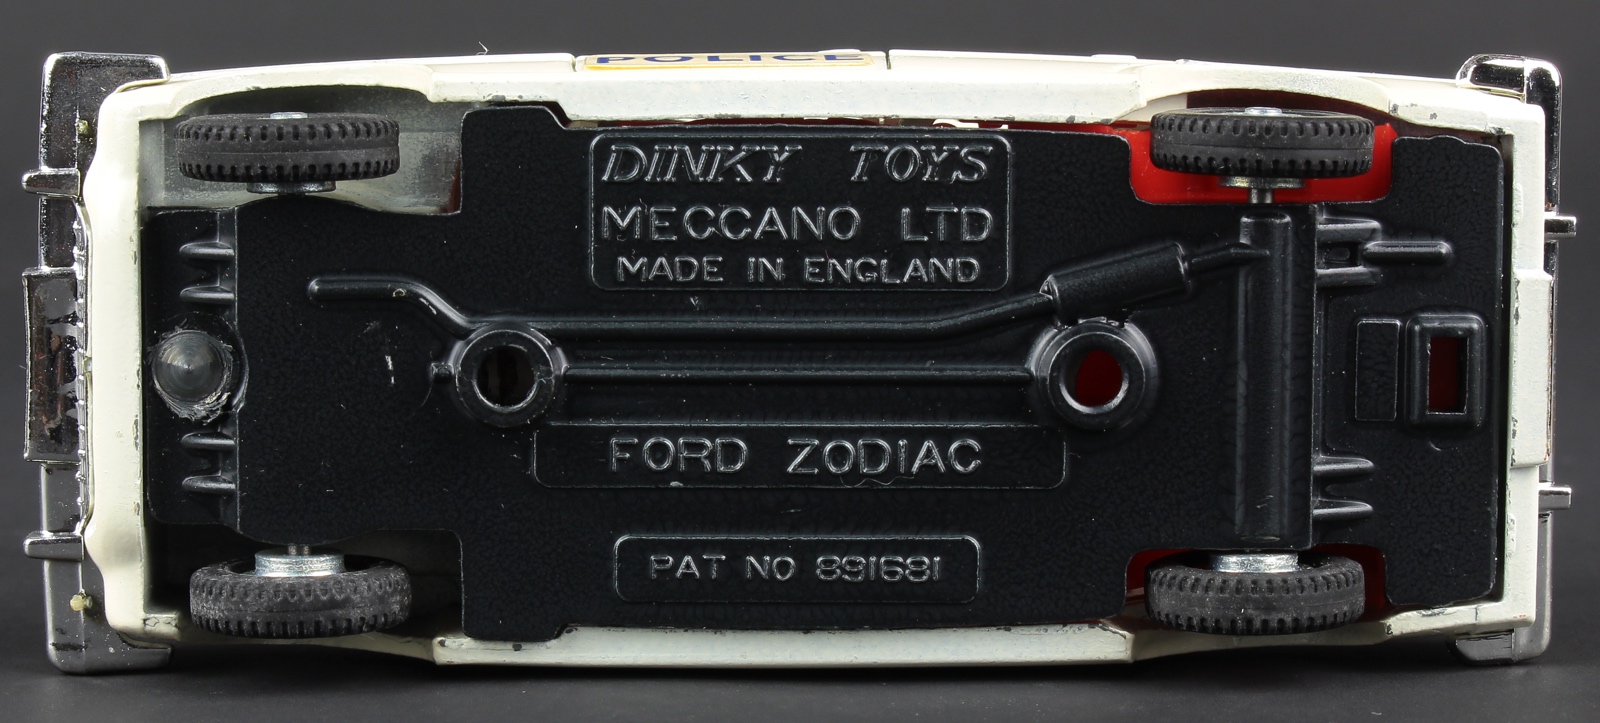 POLICE
DINKY TOYS
MECCANO LTD
MADE IN ENGLAND
FORD ZODIAC
PAT NO 891681